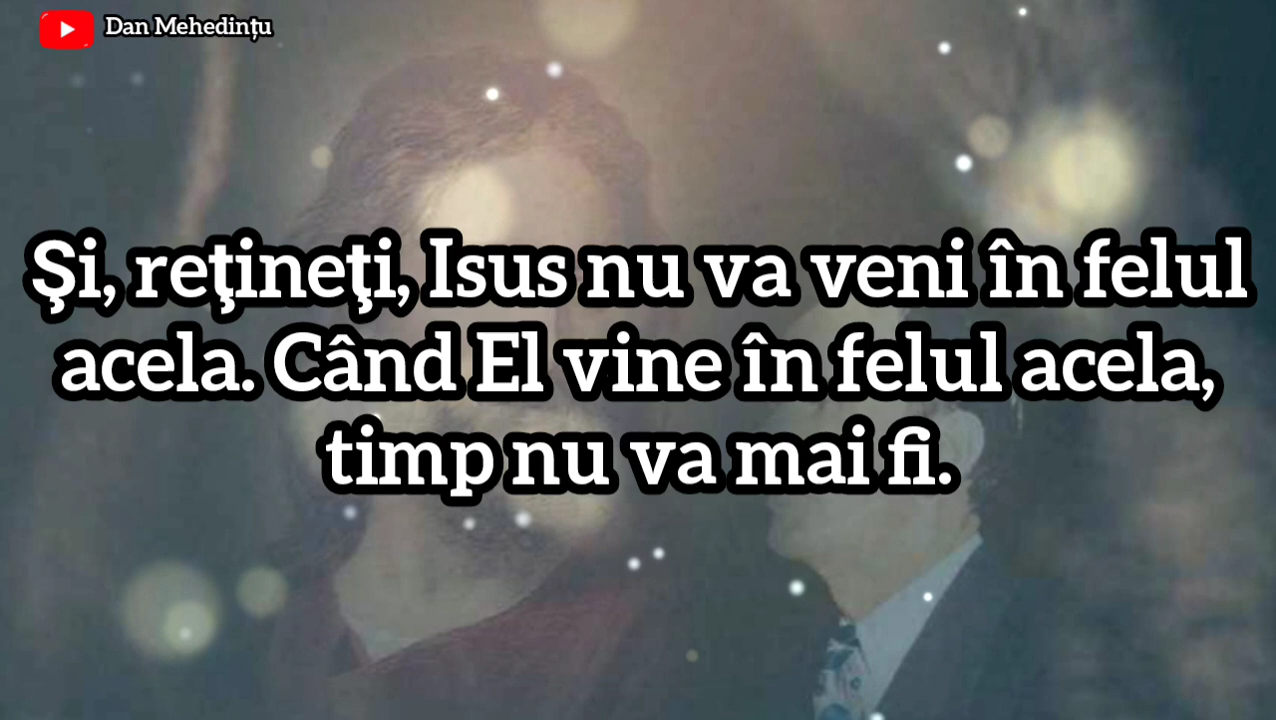 Dan Mehedințu
Şi, reţineţi, Isus nu va veni în felul
acela. Când El vine în felul acela,
timp nu va mai fi.